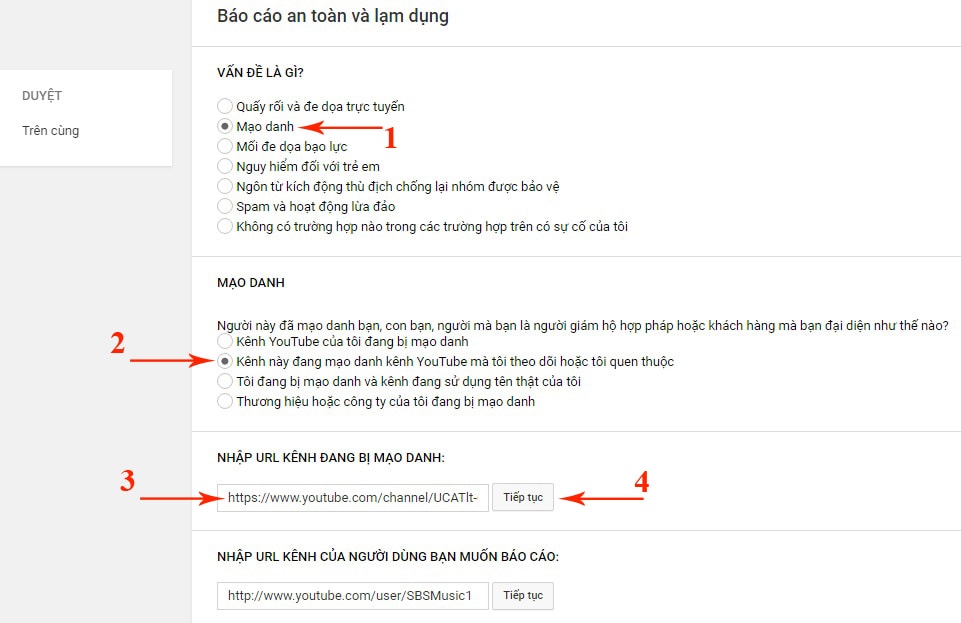 Báo cáo an toàn và lạm dụng
DUYỆT
Trên cùng
VẤN ĐỀ LÀ GÌ?
Quấy rối và đe dọa trực tuyến
Mạo danh
1
Mối đe dọa bạo lực
Nguy hiểm đối với trẻ em
Ngôn từ kích động thù địch chống lại nhóm được bảo vệ
Spam và hoạt động lừa đảo
Không có trường hợp nào trong các trường hợp trên có sự cố của tôi
MẠO DANH
Người này đã mạo danh bạn, con bạn, người mà bạn là người giám hộ hợp pháp hoặc khách hàng mà bạn đại diện như thế nào?
Kênh YouTube của tôi đang bị mạo danh
2
Kênh này đang mạo danh kênh YouTube mà tôi theo dõi hoặc tôi quen thuộc
Tôi đang bị mạo danh và kênh đang sử dụng tên thật của tôi
Thương hiệu hoặc công ty của tôi đang bị mạo danh
NHẬP URL KÊNH ĐANG BỊ MẠO DANH:
3
https://www.youtube.com/channel/UCATlt-
Tiếp tục
4
NHẬP URL KÊNH CỦA NGƯỜI DÙNG BẠN MUỐN BÁO CÁO:
http://www.youtube.com/user/SBSMusic1
Tiếp tục